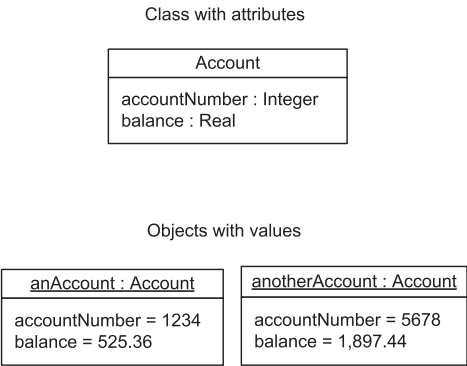 Class with attributes
Account
accountNumber : Integer
balance : Real
Objects with values
anAccount : Account
accountNumber = 1234
balance = 525.36
anotherAccount : Account
accountNumber = 5678
balance = 1,897.44